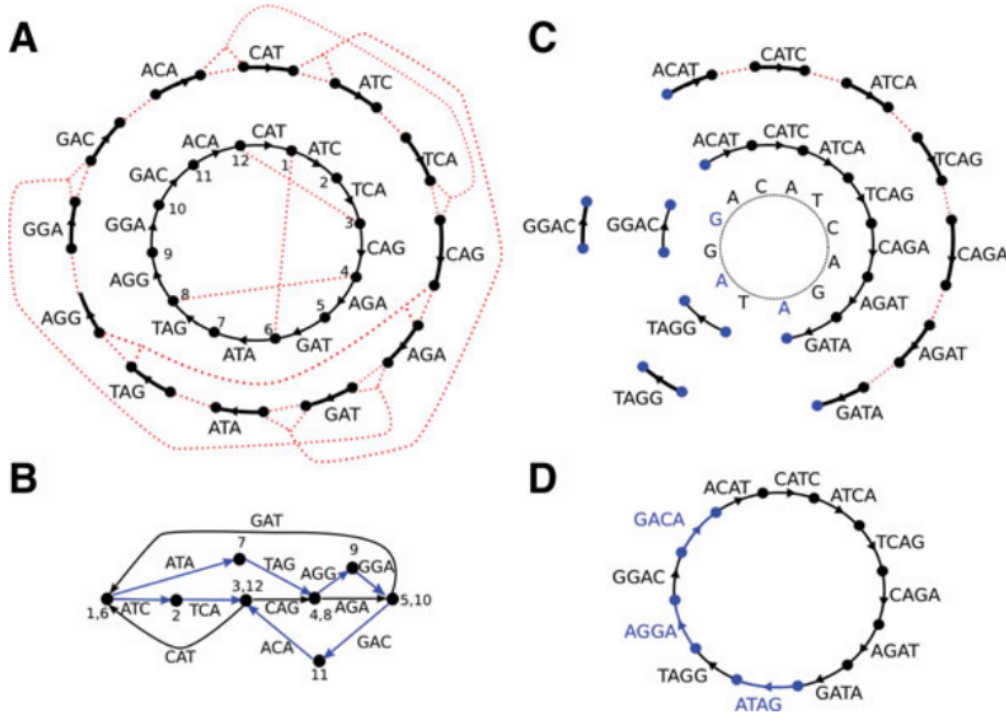 A
CAT
ATC
TCA
CAG
AGA
GAT
ATA
TAG
AGG
GGA
GAC
ACA
CAT
ATC
TCA
CAG
AGA
GAT
ATA
TAG
AGG
GGA
GAC
ACA
12
1
2
3
4
5
6
7
8
9
10
11
B
GAT
7
9
ATA
TAG
AGG
GGA
3,12
1,6
ATC
2
TCA
CAG
4,8
AGA
5,10
CAT
ACA
GAC
11
C
ACAT
CATC
ATCA
TCAG
CAGA
AGAT
GATA
TAGG
GGAC
ACAT
CATC
ATCA
TCAG
CAGA
AGAT
GATA
TAGG
GGAC
A
C
A
T
C
A
G
A
T
A
G
G
D
ACAT
CATC
ATCA
TCAG
CAGA
AGAT
GATA
ATAG
TAGG
AGGA
GGAC
GACA